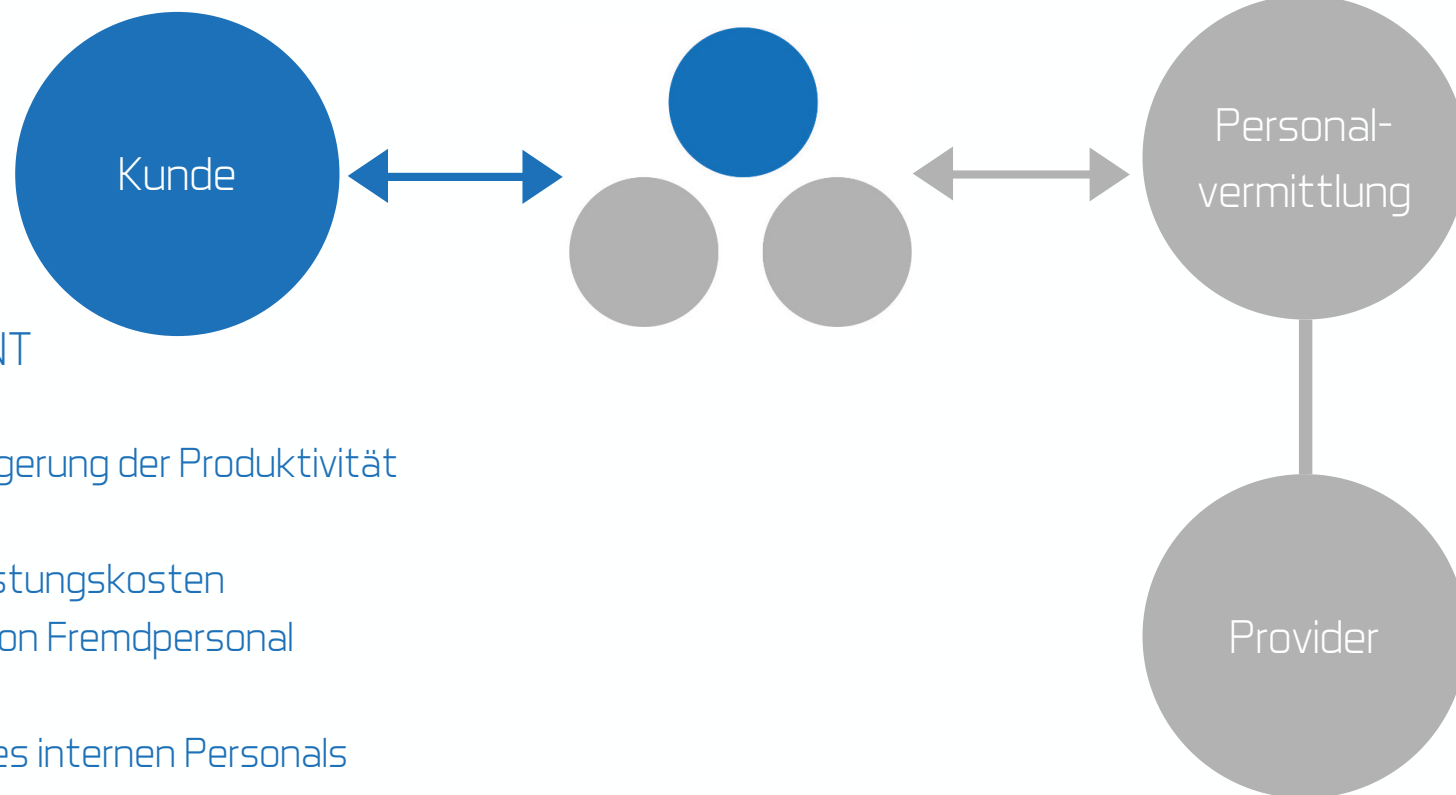 Kunde
Personal-
vermittlung
NT
gerung der Produktivität
stungskosten
on Fremdpersonal
Provider
es internen Personals